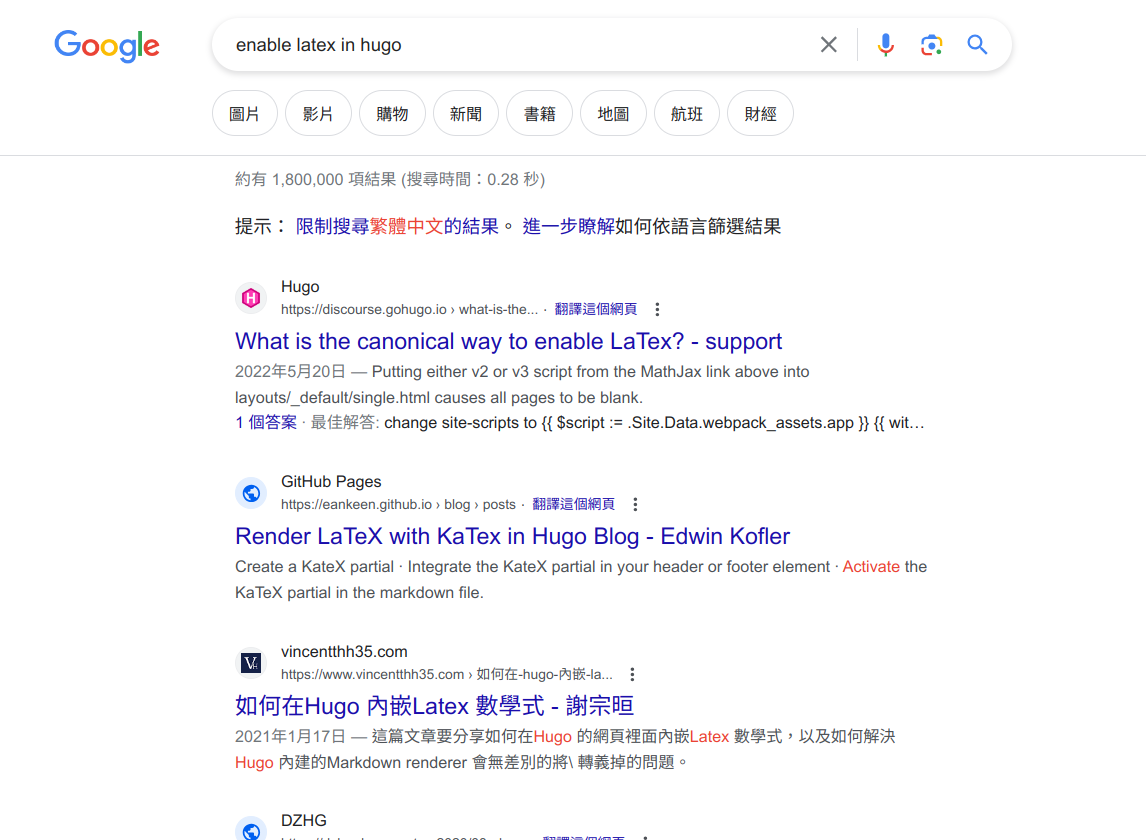 Google
enable latex in hugo
圖片 影片 購物 新聞 書籍 地圖 航班 財經
約有 1,800,000 項結果 (搜尋時間：0.28 秒)
提示： 限制搜尋繁體中文的結果。 進一步瞭解如何依語言篩選結果
Hugo
https://discourse.gohugo.io › what-is-the... · 翻譯這個網頁
What is the canonical way to enable LaTex? - support
2022年5月20日 — Putting either v2 or v3 script from the MathJax link above into
layouts/_default/single.html causes all pages to be blank.
1 個答案 · 最佳解答: change site-scripts to {{ $script := .Site.Data.webpack_assets.app }} {{ wit…
GitHub Pages
https://eankeen.github.io › blog › posts · 翻譯這個網頁
Render LaTeX with KaTex in Hugo Blog - Edwin Kofler
Create a KateX partial · Integrate the KateX partial in your header or footer element · Activate the
KaTeX partial in the markdown file.
vincentthh35.com
https://www.vincentthh35.com › 如何在-hugo-內嵌-la...
如何在Hugo 內嵌Latex 數學式 - 謝宗晅
2021年1月17日 — 這篇文章要分享如何在Hugo 的網頁裡面內嵌Latex 數學式，以及如何解決
Hugo 內建的Markdown renderer 會無差別的將\ 轉義掉的問題。
DZHG